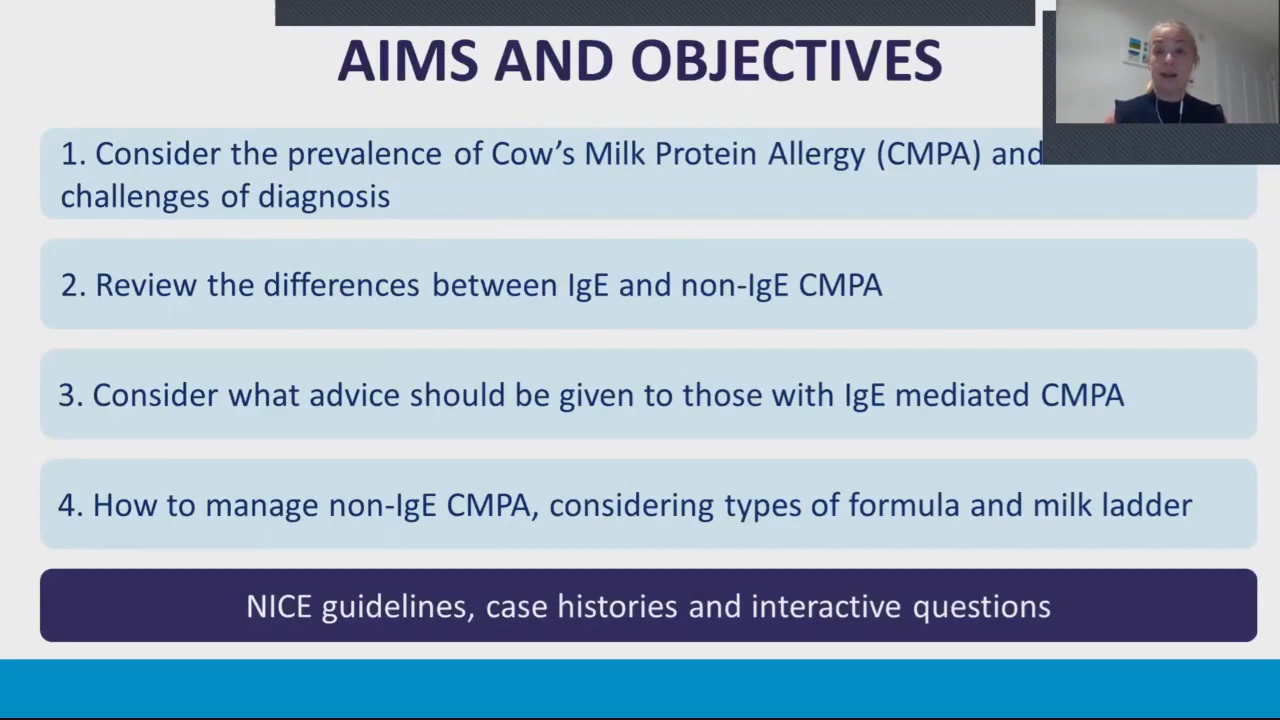 AIMS AND OBJECTIVES
1. Consider the prevalence of Cow's Milk Protein Allergy (CMPA) and
challenges of diagnosis
2. Review the differences between IgE and non-IgE CMPA
3. Consider what advice should be given to those with IgE mediated CMPA
4. How to manage non-IgE CMPA, considering types of formula and milk ladder
NICE guidelines, case histories and interactive questions